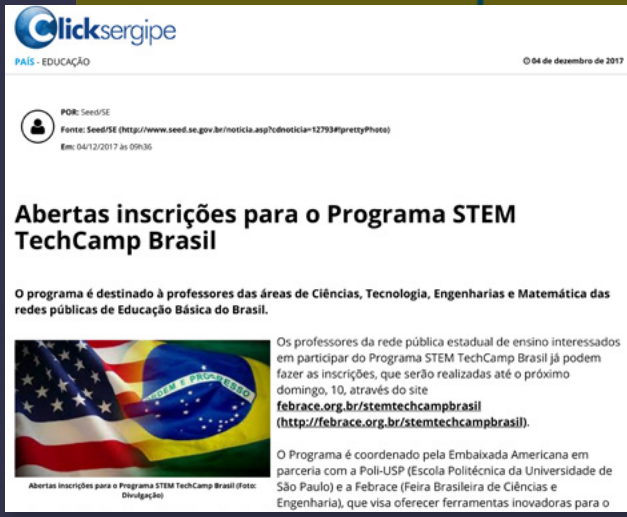 Clicksergipe
PAÍS - EDUCAÇÃO
04 de dezembro de 2017
POR: Seed/SE
Fonte: Seed/SE (http://www.seed.se.gov.br/noticia.asp?cdnoticia=12793#!prettyPhoto)
Em: 04/12/2017 às 09h36
Abertas inscrições para o Programa STEM
TechCamp Brasil
O programa é destinado à professores das áreas de Ciências, Tecnologia, Engenharias e Matemática das
redes públicas de Educação Básica do Brasil.
Os professores da rede pública estadual de ensino interessados
em participar do Programa STEM TechCamp Brasil já podem
fazer as inscrições, que serão realizadas até o próximo
domingo, 10, através do site
febrace.org.br/stemtechcampbrasil
(http://febrace.org.br/stemtechcampbrasil).
O Programa é coordenado pela Embaixada Americana em
parceria com a Poli-USP (Escola Politécnica da Universidade de
São Paulo) e a Febrace (Feira Brasileira de Ciências e
Engenharia), que visa oferecer ferramentas inovadoras para o
ORDEM E PROGRESSO
Abertas inscrições para o Programa STEM TechCamp Brasil (Foto:
Divulgação)